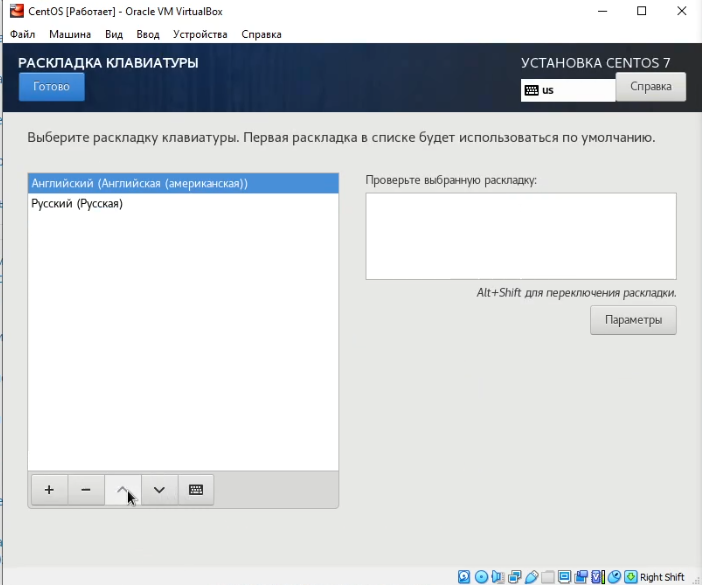 CentOS [Работает] - Oracle VM VirtualBox
Файл Машина Вид Ввод Устройства Справка
РАСКЛАДКА КЛАВИАТУРЫ
УСТАНОВКА CENTOS 7
Готово
us
Справка
Выберите раскладку клавиатуры. Первая раскладка в списке будет использоваться по умолчанию.
Английский (Английская (американская))
Русский (Русская)
Проверьте выбранную раскладку:
Alt+Shift для переключения раскладки.
Параметры
Right Shift